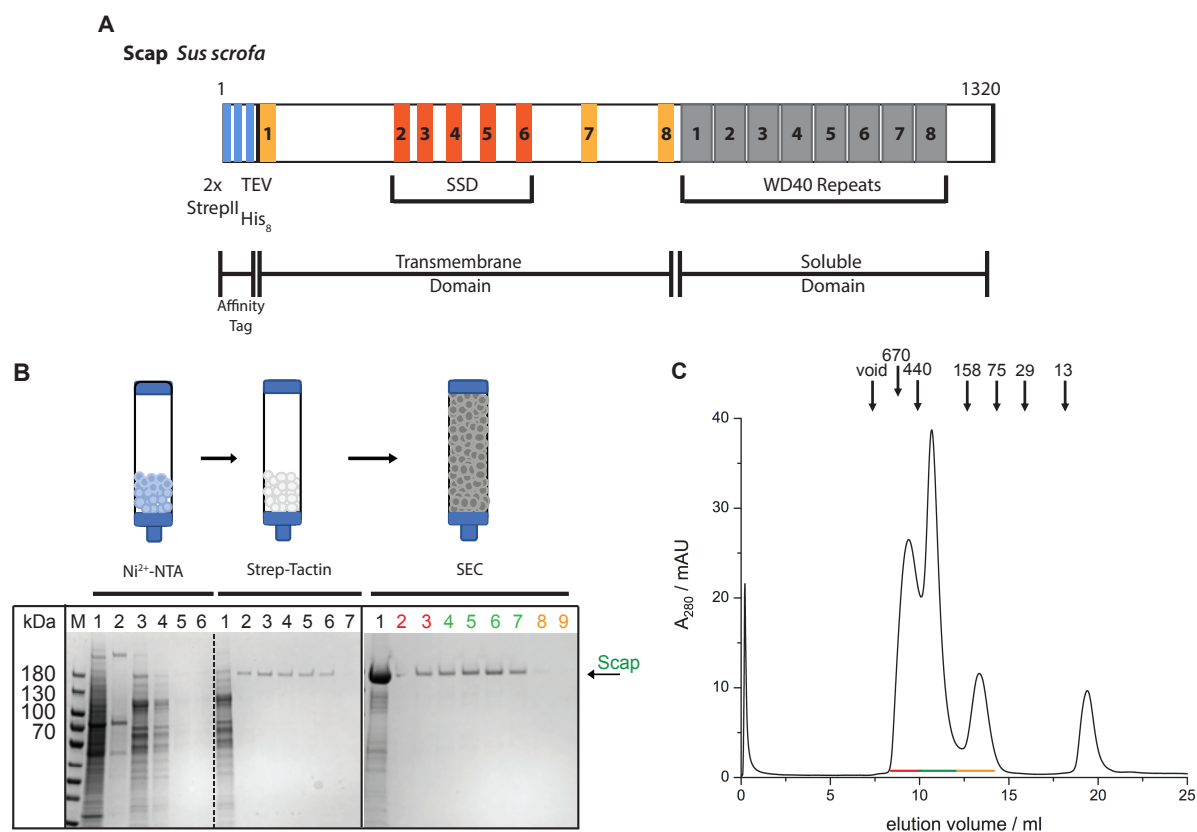 A
Scap Sus scrofa
1 1320
1 2 3 4 5 6 7 8 1 2 3 4 5 6 7 8
2x TEV SSD WD40 Repeats
StrepII His8
Transmembrane Soluble
Domain Domain
Affinity
Tag
B
Ni2+-NTA Strep-Tactin SEC
kDa M 1 2 3 4 5 6 1 2 3 4 5 6 7 1 2 3 4 5 6 7 8 9
180
130
100
70
Scap
C
670
void 440 158 75 29 13
40
30
20
10
0
A280 / mAU
0 5 10 15 20 25
elution volume / ml